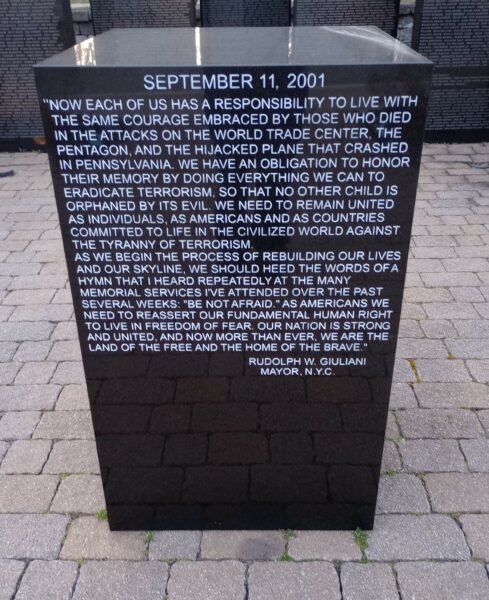 SEPTEMBER 11, 2001
"NOW EACH OF US HAS A RESPONSIBILITY TO LIVE WITH
THE SAME COURAGE EMBRACED BY THOSE WHO DIED
IN THE ATTACKS ON THE WORLD TRADE CENTER, THE
PENTAGON, AND THE HIJACKED PLANE THAT CRASHED
IN PENNSYLVANIA. WE HAVE AN OBLIGATION TO HONOR
THEIR MEMORY BY DOING EVERYTHING WE CAN TO
ERADICATE TERRORISM, SO THAT NO OTHER CHILD IS
ORPHANED BY ITS EVIL. WE NEED TO REMAIN UNITED
AS INDIVIDUALS, AS AMERICANS AND AS COUNTRIES
COMMITTED TO LIFE IN THE CIVILIZED WORLD AGAINST
THE TYRANNY OF TERRORISM.
AS WE BEGIN THE PROCESS OF REBUILDING OUR LIVES
AND OUR SKYLINE, WE SHOULD HEED THE WORDS OF A
HYMN THAT I HEARD REPEATEDLY AT THE MANY
MEMORIAL SERVICES I'VE ATTENDED OVER THE PAST
SEVERAL WEEKS: "BE NOT AFRAID." AS AMERICANS WE
NEED TO REASSERT OUR FUNDAMENTAL HUMAN RIGHT
TO LIVE IN FREEDOM OF FEAR. OUR NATION IS STRONG
AND UNITED, AND NOW MORE THAN EVER, WE ARE THE
LAND OF THE FREE AND THE HOME OF THE BRAVE."
RUDOLPH W. GIULIANI
MAYOR, N.Y.C.